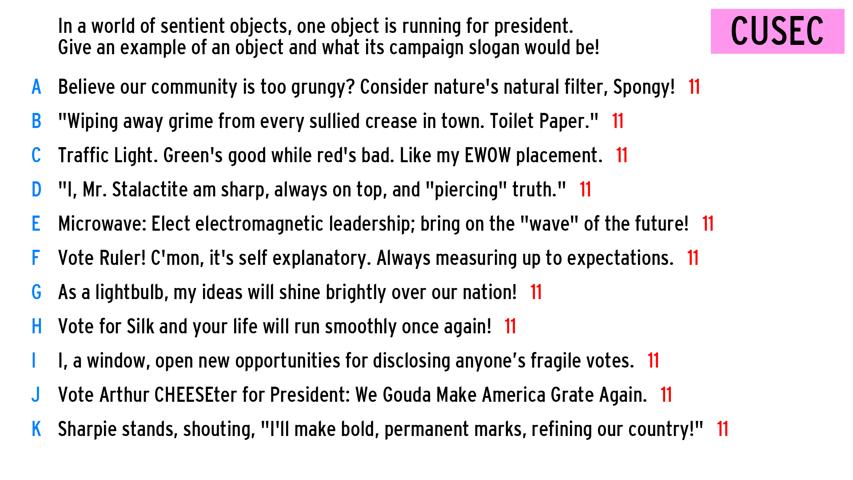 In a world of sentient objects, one object is running for president.
Give an example of an object and what its campaign slogan would be!
CUSEC
A Believe our community is too grungy? Consider nature's natural filter, Spongy! 11
B "Wiping away grime from every sullied crease in town. Toilet Paper." 11
C Traffic Light. Green's good while red's bad. Like my EWOW placement. 11
D "I, Mr. Stalactite am sharp, always on top, and "piercing" truth." 11
E Microwave: Elect electromagnetic leadership; bring on the "wave" of the future! 11
F Vote Ruler! C'mon, it's self explanatory. Always measuring up to expectations. 11
G As a lightbulb, my ideas will shine brightly over our nation! 11
H Vote for Silk and your life will run smoothly once again! 11
I I, a window, open new opportunities for disclosing anyone’s fragile votes. 11
J Vote Arthur CHEESEter for President: We Gouda Make America Grate Again. 11
K Sharpie stands, shouting, "I'll make bold, permanent marks, refining our country!" 11